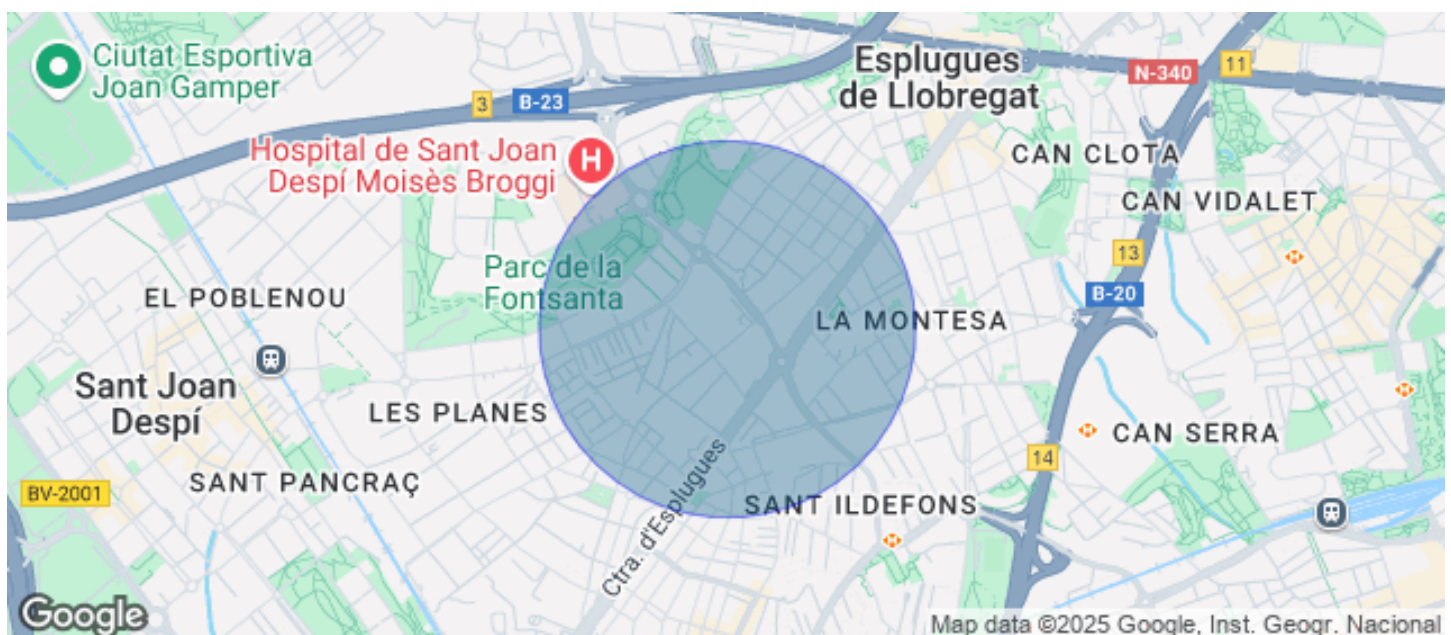 Ciutat Esportiva
Joan Gamper
3
B-23
Esplugues
de Llobregat
N-340
11
Hospital de Sant Joan
Despí Moisès Broggi
H
CAN CLOTA
CAN VIDALET
13
B-20
Parc de la
Fontsanta
EL POBLENOU
LA MONTESA
Sant Joan
Despí
LES PLANES
CAN SERRA
14
SANT PANCRAÇ
BV-2001
SANT ILDEFONS
Ctra. d'Esplugues
Google
Map data ©2025 Google, Inst. Geogr. Nacional